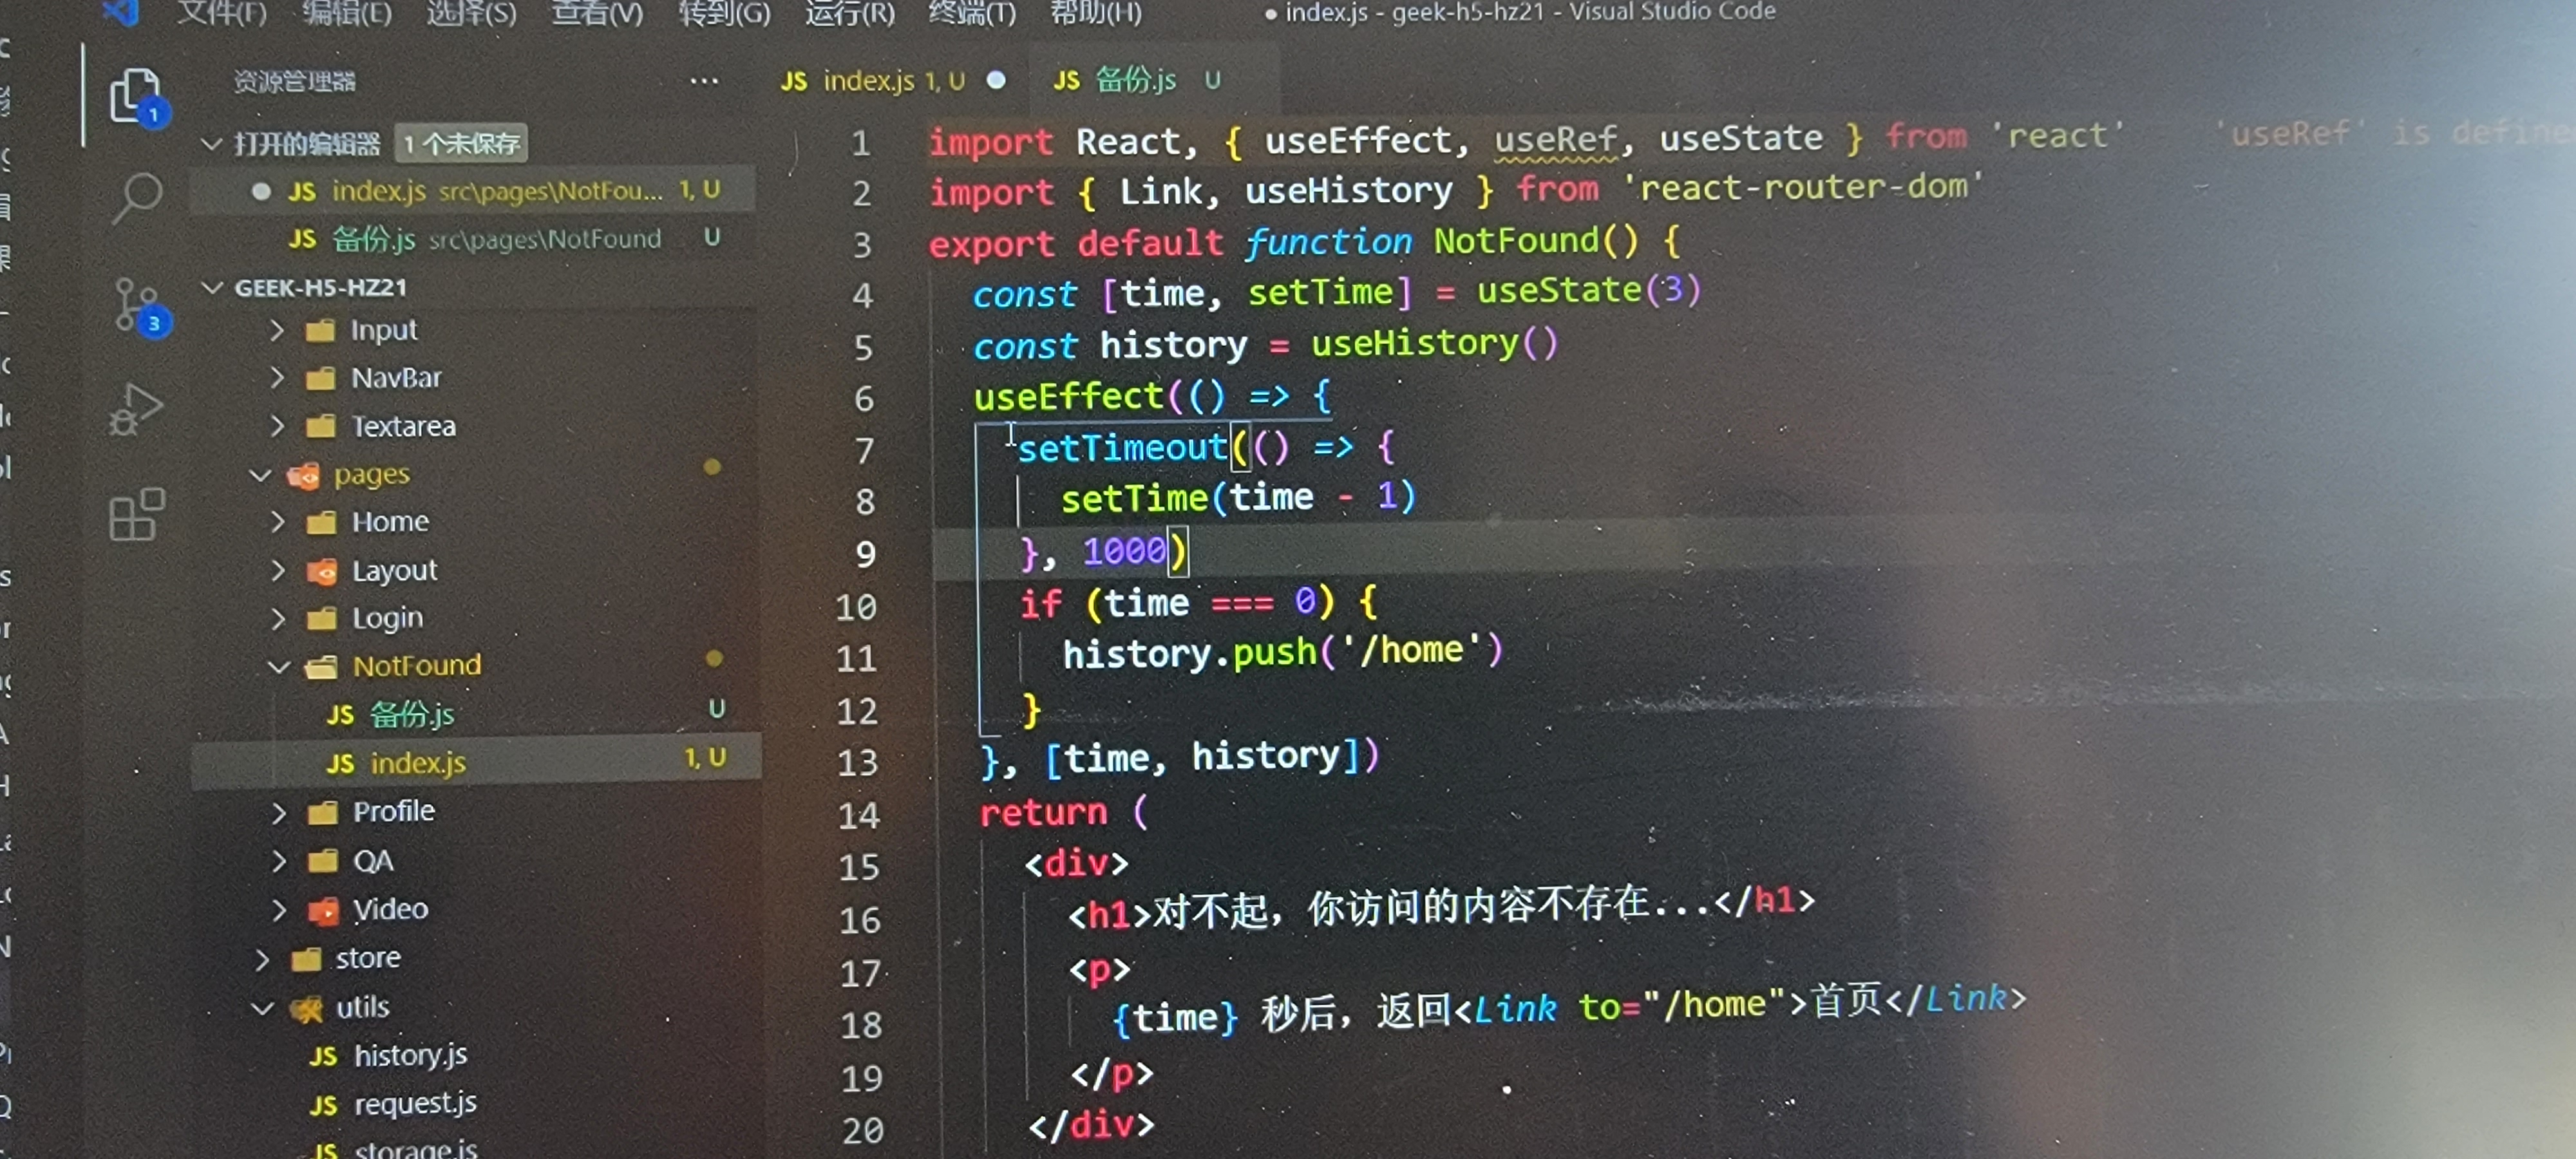 文件(F) 编辑(E) 选择(S) 查看(V) 转到(G) 运行(R) 终端(T) 帮助(H) ● index.js - geek-h5-hz21 - Visual Studio Code
资源管理器 ...
打开的编辑器 1 个未保存
● JS index.js src\pages\NotFou... 1, U
JS 备份.js src\pages\NotFound U
GEEK-H5-HZ21
Input
NavBar
Textarea
pages
Home
Layout
Login
NotFound
JS 备份.js U
JS index.js 1, U
Profile
QA
Video
store
utils
JS history.js
JS request.js
JS storage.js
1
3
JS index.js 1, U ● JS 备份.js U
1 import React, { useEffect, useRef, useState } from 'react' 'useRef' is define
2 import { Link, useHistory } from 'react-router-dom'
3 export default function NotFound() {
4 const [time, setTime] = useState(3)
5 const history = useHistory()
6 useEffect(() => {
7 setTimeout(() => {
8 setTime(time - 1)
9 }, 1000)
10 if (time === 0) {
11 history.push('/home')
12 }
13 }, [time, history])
14 return (
15 <div>
16 <h1>对不起，你访问的内容不存在...</h1>
17 <p>
18 {time} 秒后，返回<Link to="/home">首页</Link>
19 </p>
20 </div>